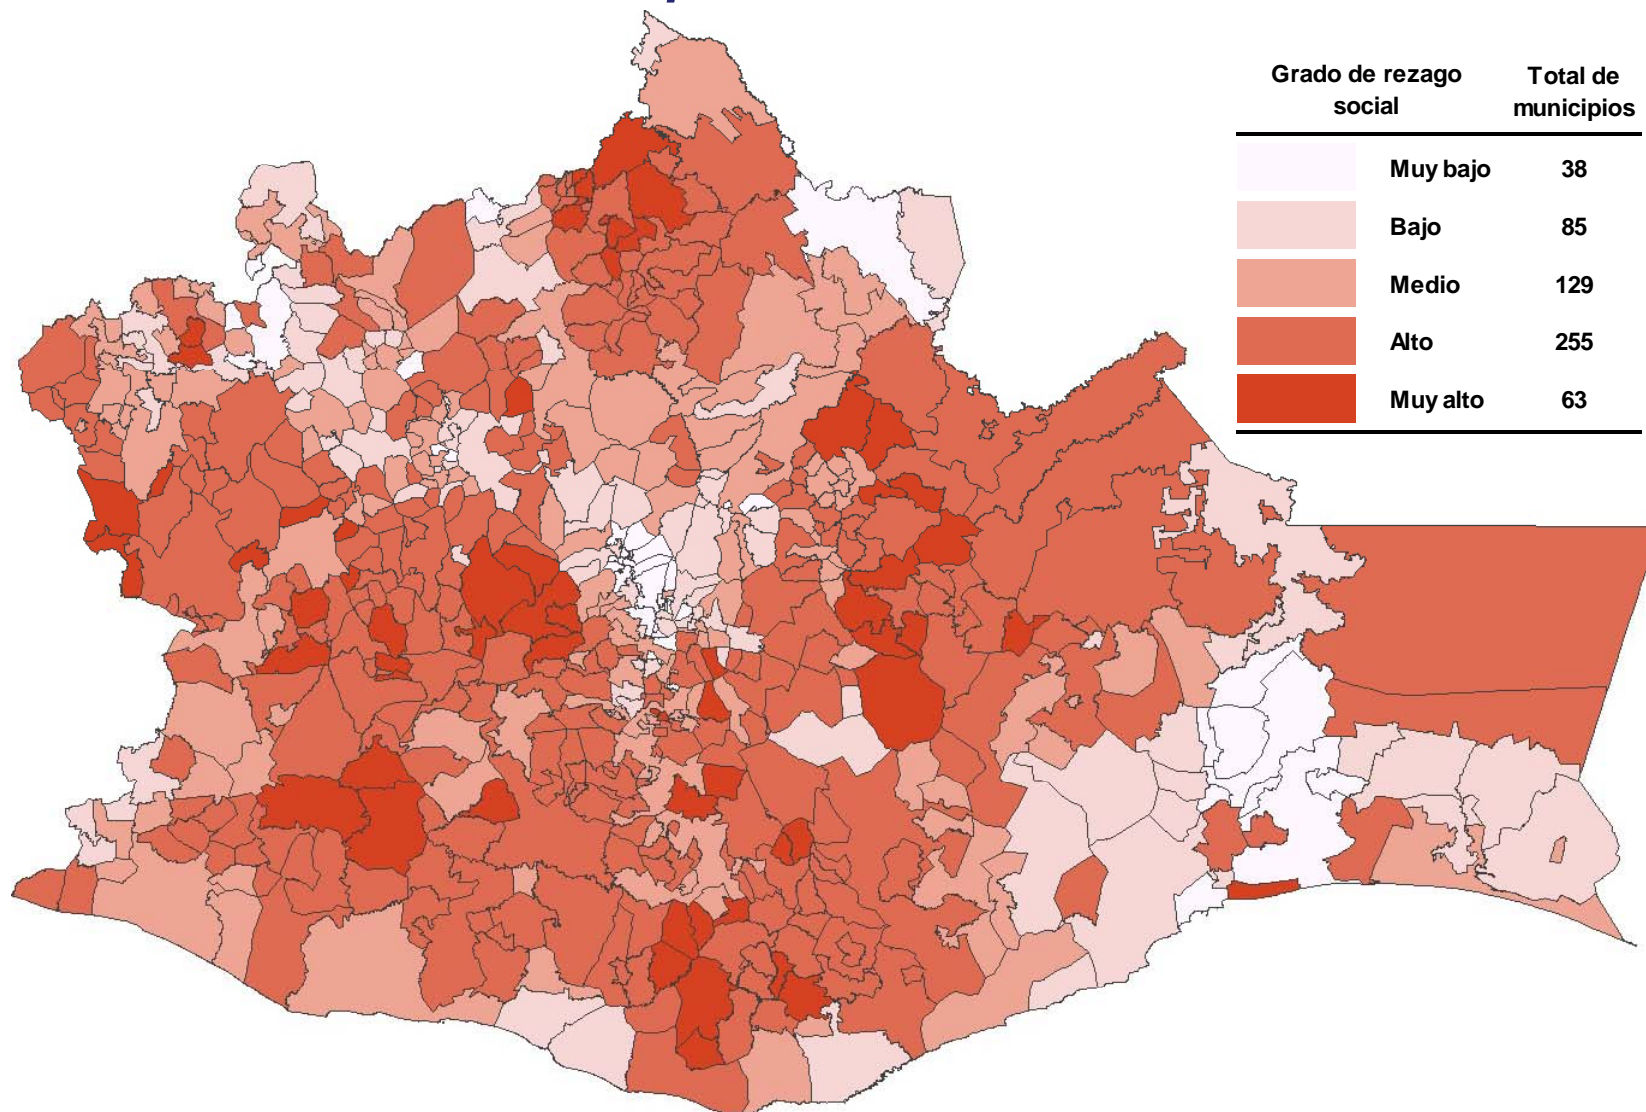 Grado de rezago social Total de municipios
Muy bajo 38
Bajo 85
Medio 129
Alto 255
Muy alto 63